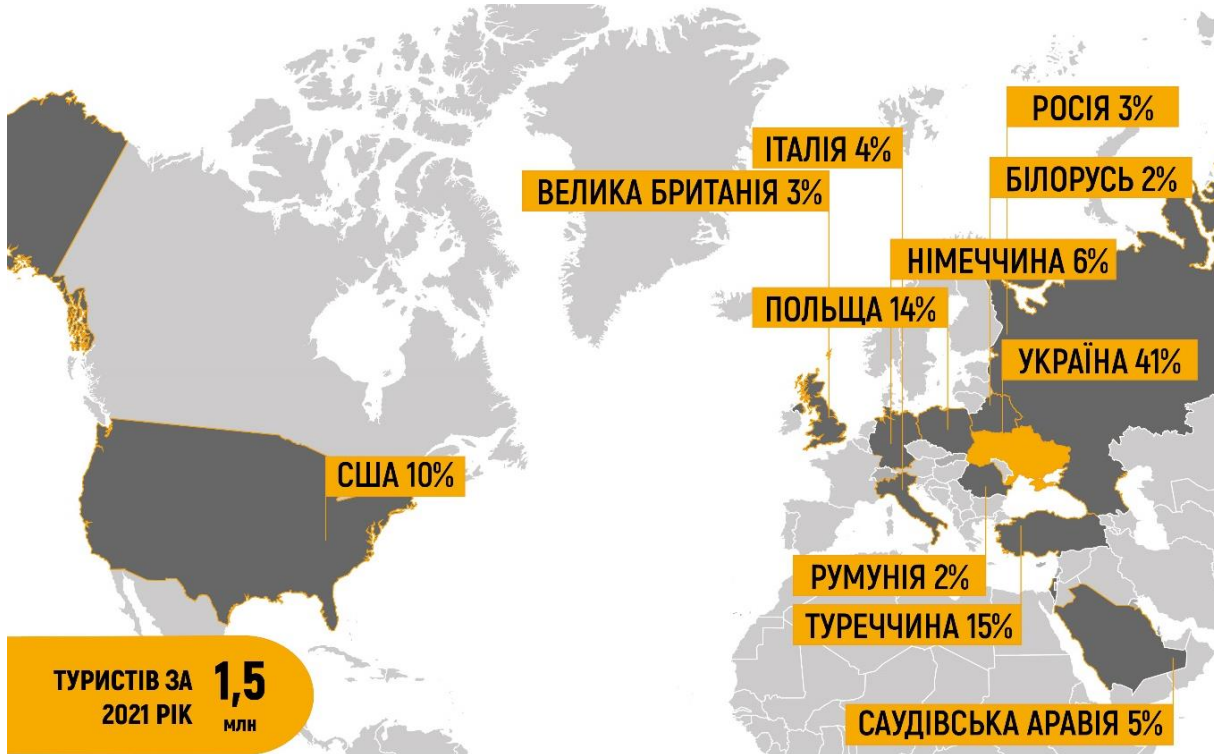 РОСІЯ 3%
ІТАЛІЯ 4%
БІЛОРУСЬ 2%
ВЕЛИКА БРИТАНІЯ 3%
НІМЕЧЧИНА 6%
ПОЛЬЩА 14%
УКРАЇНА 41%
США 10%
РУМУНІЯ 2%
ТУРЕЧЧИНА 15%
ТУРИСТІВ ЗА
2021 РІК
1,5
млн
САУДІВСЬКА АРАВІЯ 5%